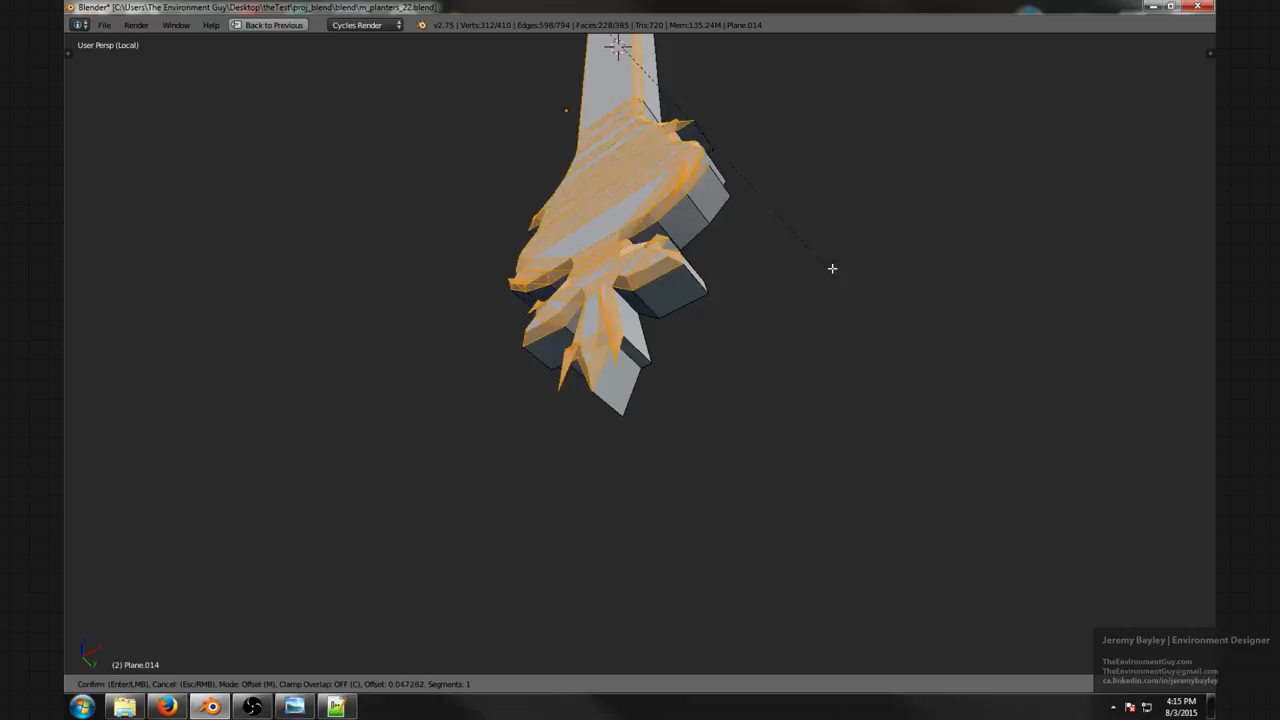 Blender* [C:\Users\The Environment Guy\Desktop\theTest\proj_blend\blend\m_planters_22.blend]
File Render Window Help Back to Previous Cycles Render v2.75 | Verts:312/410 | Edges:598/794 | Faces:228/385 | Tris:720 | Mem:135.24M | Plane.014
User Persp (Local)
Jeremy Bayley | Environment Designer
TheEnvironmentGuy.com
TheEnvironmentGuy@gmail.com
ca.linkedin.com/in/jeremybayley
(2) Plane.014
Confirm: (Enter/LMB), Cancel: (Esc/RMB), Mode: Offset (M), Clamp Overlap: OFF (C), Offset: 0.047282, Segments: 1
4:15 PM
8/3/2015